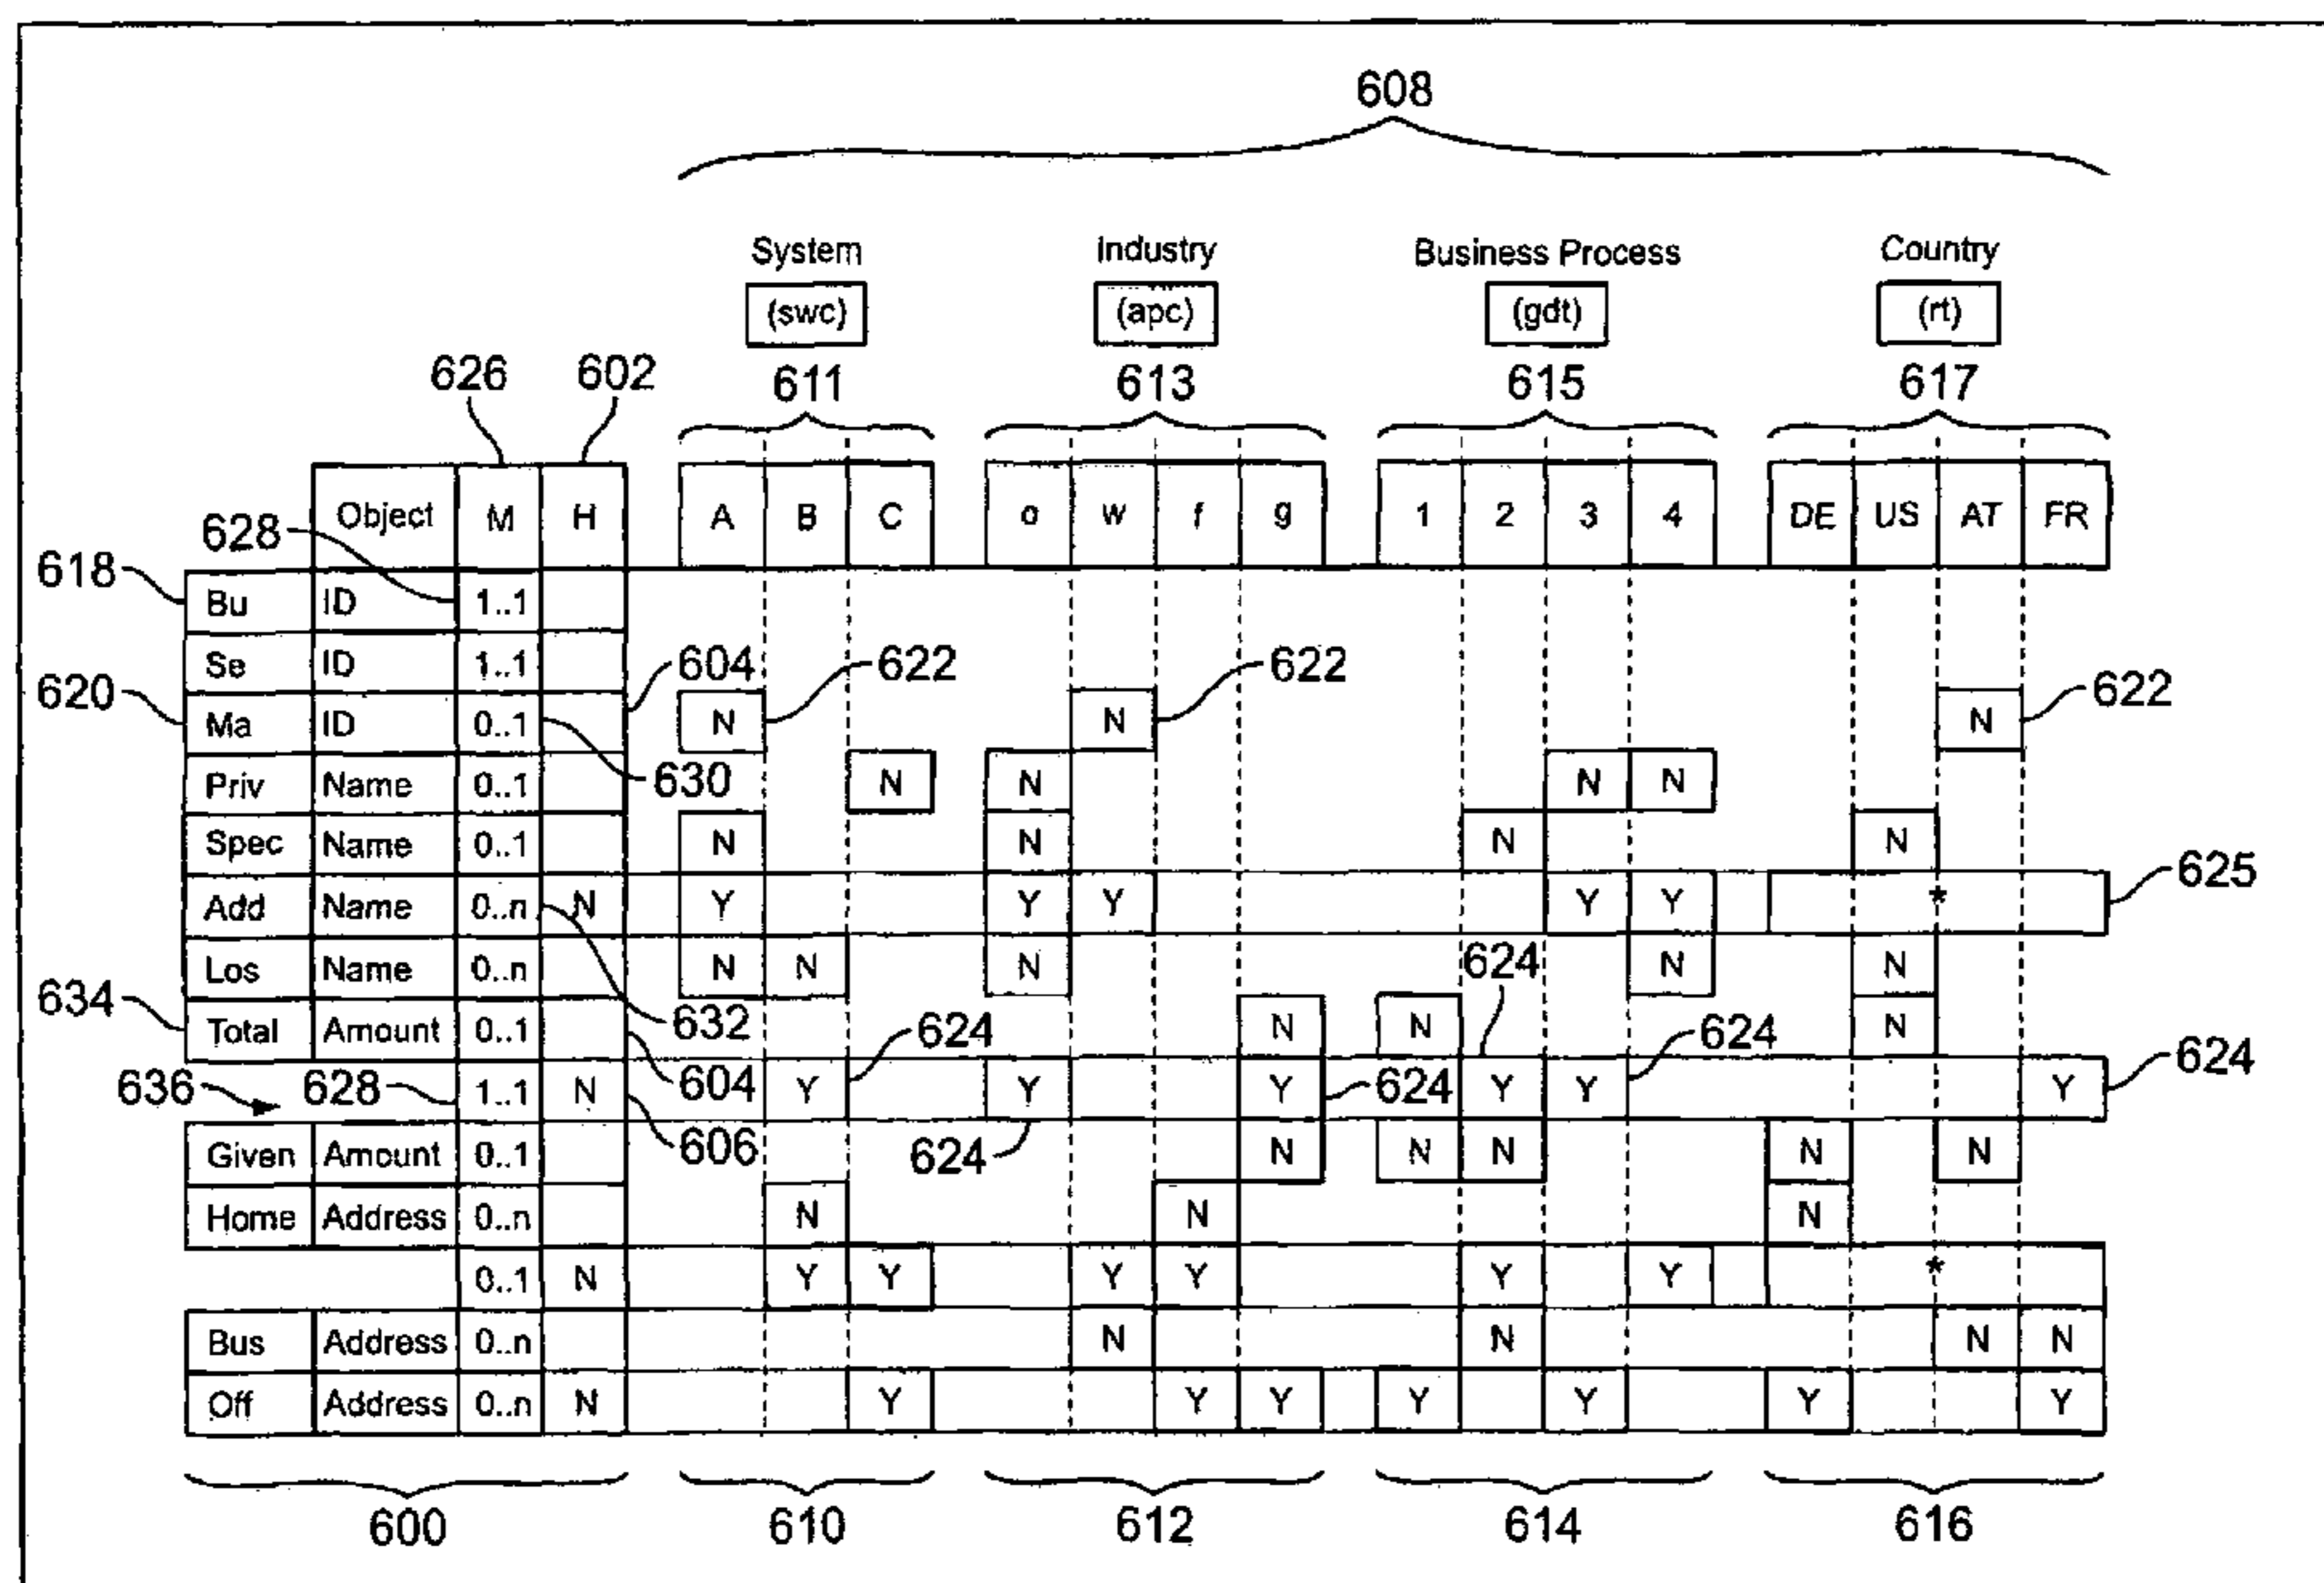 608
System Industry Business Process Country
(swc) (apc) (gdt) (rt)
626 602 611 613 615 617
Object M H A B C o w f g 1 2 3 4 DE US AT FR
628
618 Bu ID 1..1
Se ID 1..1 604 622 622
620 Ma ID 0..1 N N N 622
Priv Name 0..1 630 N N N N
Spec Name 0..1 N N N N
Add Name 0..n N Y Y Y Y Y * 625
Los Name 0..n N N N 624 N N
634 Total Amount 0..1 632 624 N N 624 N
636 628 1..1 N 604 Y Y Y 624 Y Y Y 624
Given Amount 0..1 606 624 N N N N N
Home Address 0..n N N N
0..1 N Y Y Y Y Y Y *
Bus Address 0..n N N N N
Off Address 0..n N Y Y Y Y Y Y Y
600 610 612 614 616